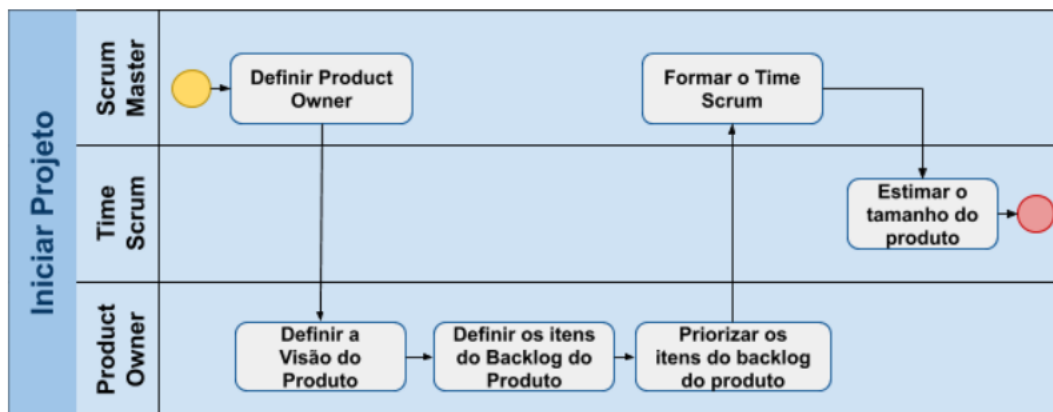 Iniciar Projeto
Scrum
Master
Definir Product
Owner
Formar o Time
Scrum
Time
Scrum
Estimar o
tamanho do
produto
Product
Owner
Definir a
Visão do
Produto
Definir os itens
do Backlog do
Produto
Priorizar os
itens do backlog
do produto